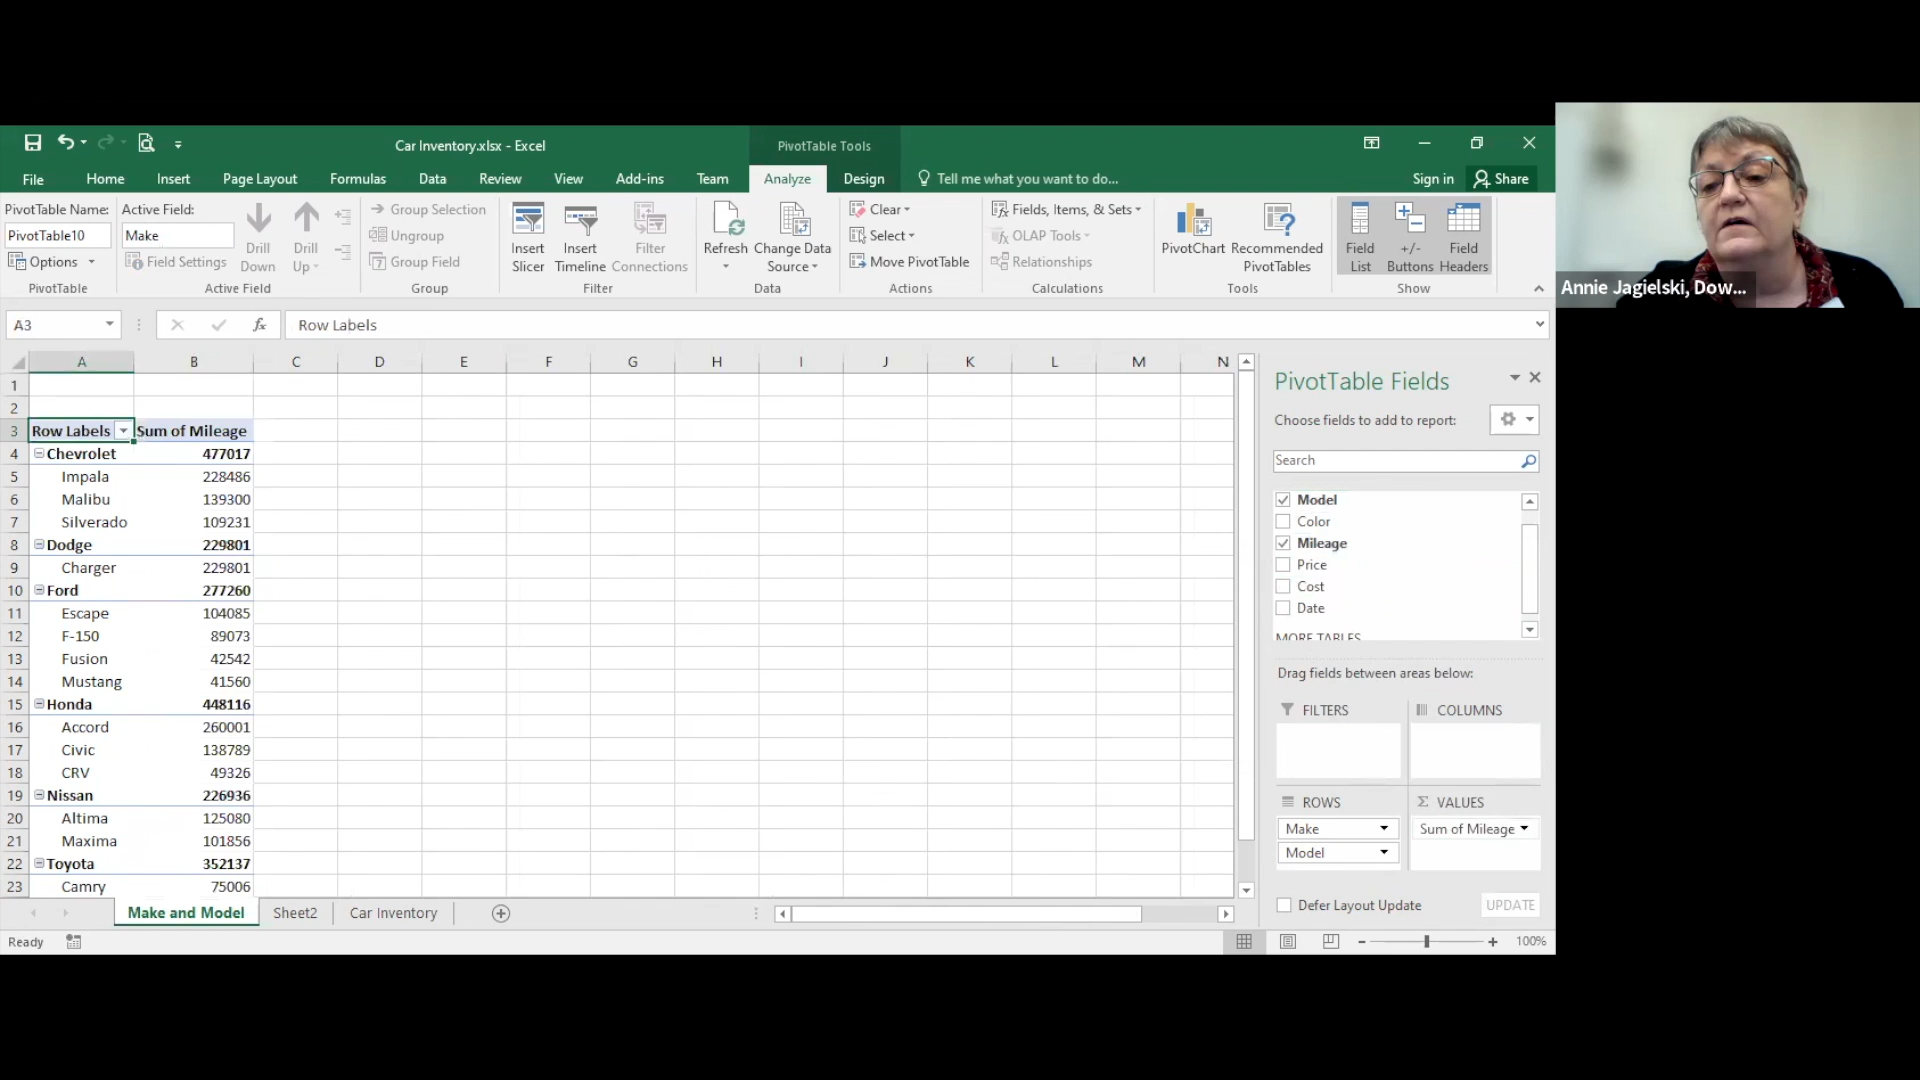 Car Inventory.xlsx - Excel
PivotTable Tools
File Home Insert Page Layout Formulas Data Review View Add-ins Team Analyze Design Tell me what you want to do... Sign in Share
PivotTable Name:
PivotTable10
Options
PivotTable
Active Field:
Make
Field Settings
Drill Down
Drill Up
Active Field
Group Selection
Ungroup
Group Field
Group
Insert Slicer
Insert Timeline
Filter Connections
Filter
Refresh
Change Data Source
Data
Clear
Select
Move PivotTable
Actions
Fields, Items, & Sets
OLAP Tools
Relationships
Calculations
PivotChart
Recommended PivotTables
Tools
Field List
+/- Buttons
Field Headers
Show
Annie Jagielski, Dow...
A3 fx Row Labels
A B C D E F G H I J K L M N
1
2
3 Row Labels Sum of Mileage
4 Chevrolet 477017
5 Impala 228486
6 Malibu 139300
7 Silverado 109231
8 Dodge 229801
9 Charger 229801
10 Ford 277260
11 Escape 104085
12 F-150 89073
13 Fusion 42542
14 Mustang 41560
15 Honda 448116
16 Accord 260001
17 Civic 138789
18 CRV 49326
19 Nissan 226936
20 Altima 125080
21 Maxima 101856
22 Toyota 352137
23 Camry 75006
PivotTable Fields
Choose fields to add to report:
Search
Model
Color
Mileage
Price
Cost
Date
MORE TABLES
Drag fields between areas below:
FILTERS COLUMNS
ROWS Σ VALUES
Make Sum of Mileage
Model
Defer Layout Update UPDATE
Make and Model Sheet2 Car Inventory
Ready 100%